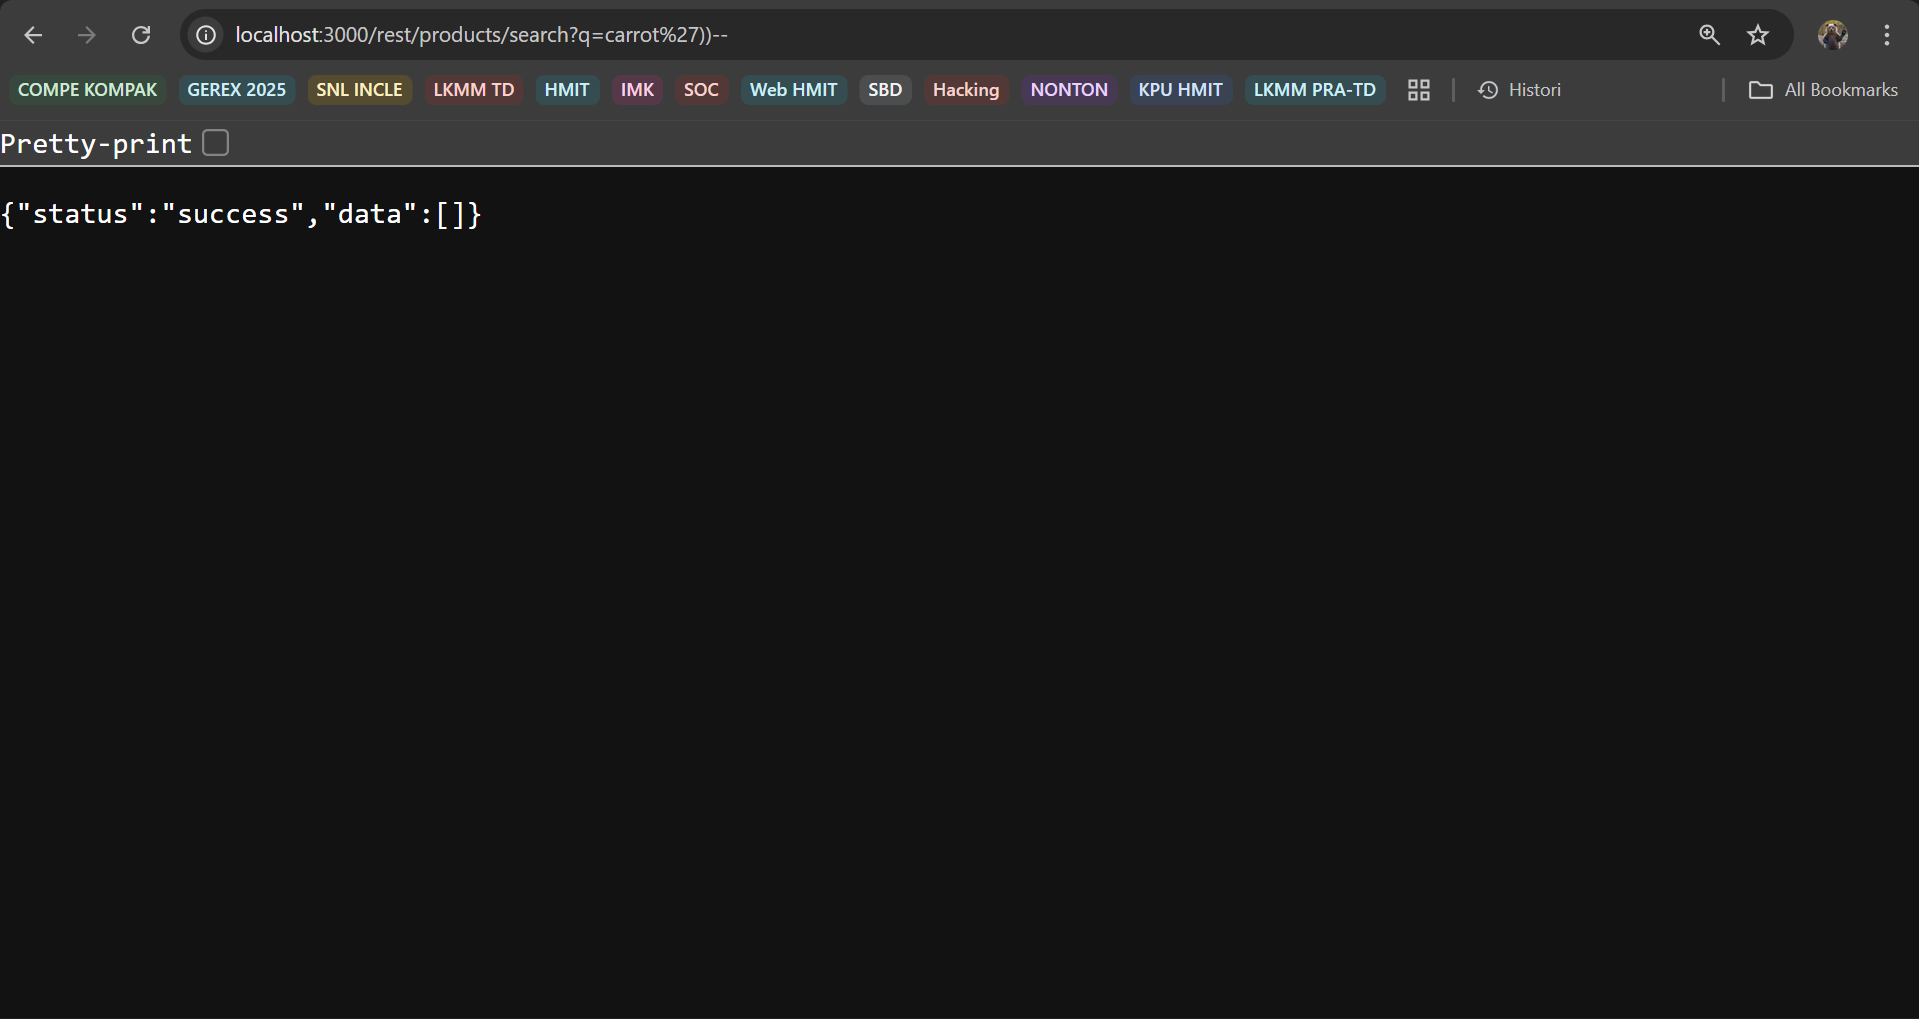 localhost:3000/rest/products/search?q=carrot%27))--
COMPE KOMPAK GEREX 2025 SNL INCLE LKMM TD HMIT IMK SOC Web HMIT SBD Hacking NONTON KPU HMIT LKMM PRA-TD Histori All Bookmarks
Pretty-print
{"status":"success","data":[]}